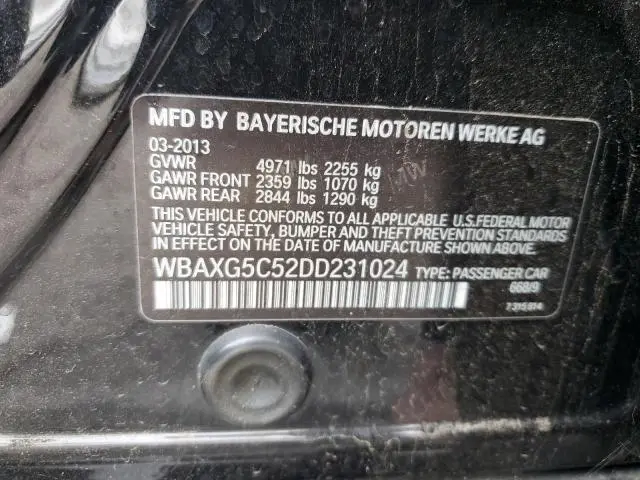 MFD BY BAYERISCHE MOTOREN WERKE AG
03-2013
GVWR 4971 lbs 2255 kg
GAWR FRONT 2359 lbs 1070 kg
GAWR REAR 2844 lbs 1290 kg
THIS VEHICLE CONFORMS TO ALL APPLICABLE U.S.FEDERAL MOTOR
VEHICLE SAFETY, BUMPER AND THEFT PREVENTION STANDARDS
IN EFFECT ON THE DATE OF MANUFACTURE SHOWN ABOVE.
WBAXG5C52DD231024 TYPE: PASSENGER CAR
668/9
7315814